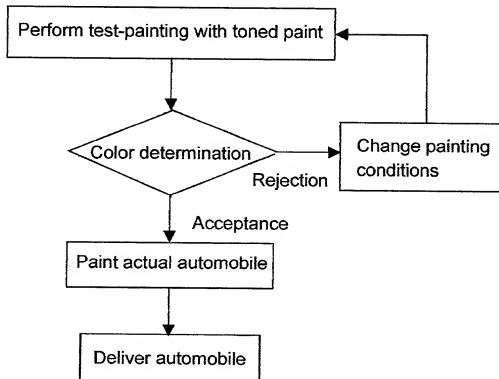 Perform test-painting with toned paint
Color determination
Rejection
Change painting
conditions
Acceptance
Paint actual automobile
Deliver automobile